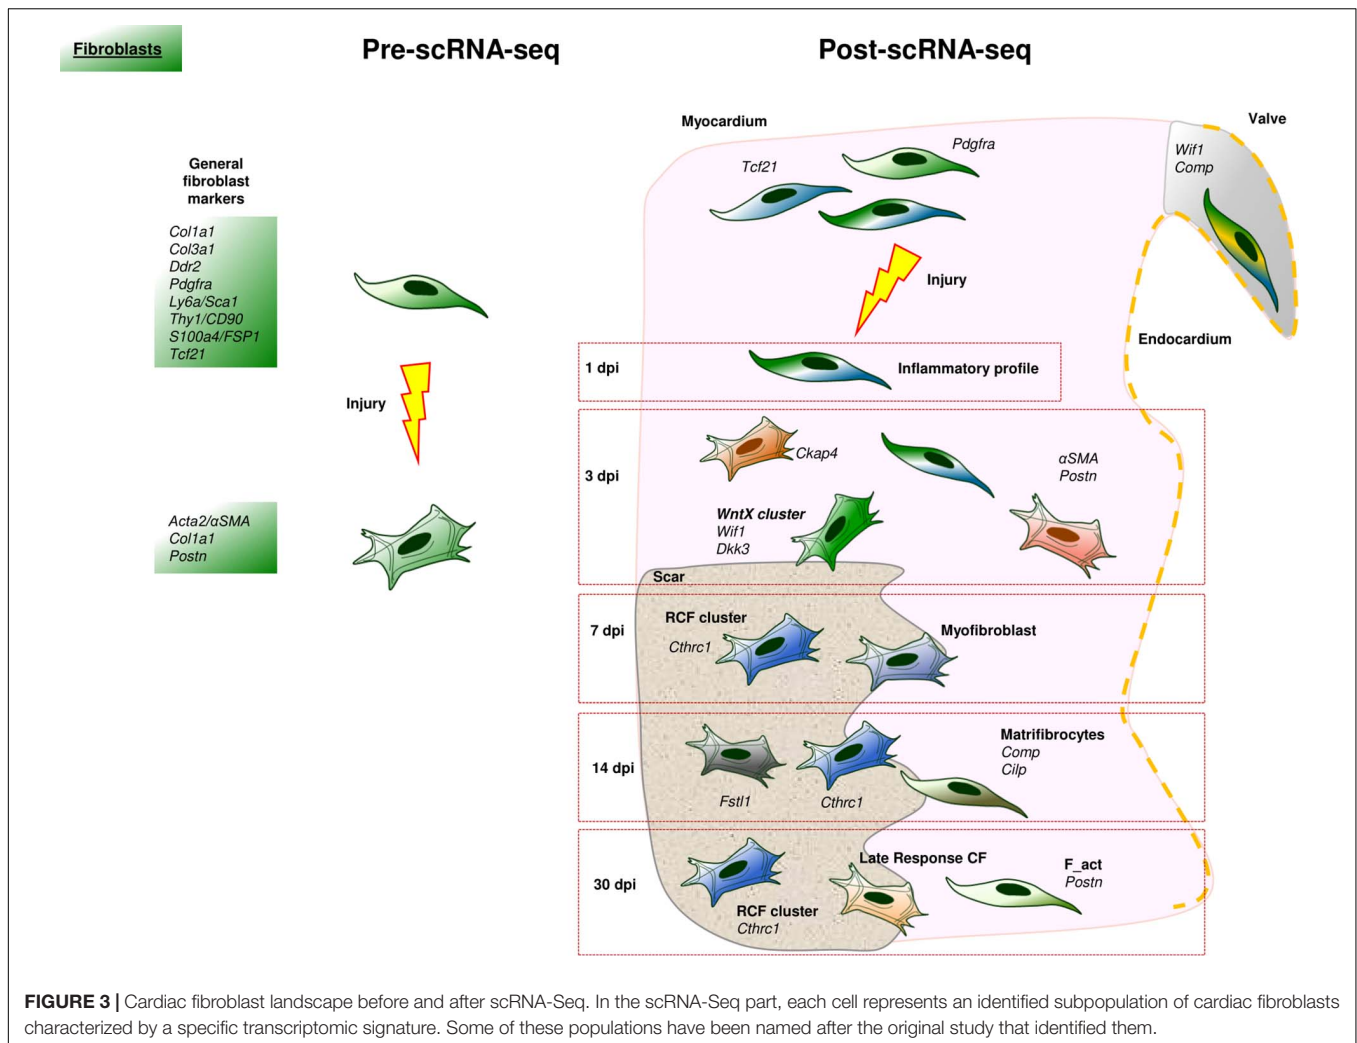 Fibroblasts
Pre-scRNA-seq
Post-scRNA-seq
General
fibroblast
markers
Col1a1
Col3a1
Ddr2
Pdgfra
Ly6a/Sca1
Thy1/CD90
S100a4/FSP1
Tcf21
Injury
Acta2/αSMA
Col1a1
Postn
Myocardium
Valve
Tcf21
Pdgfra
Wif1
Comp
Injury
Endocardium
1 dpi
Inflammatory profile
3 dpi
Ckap4
αSMA
Postn
WntX cluster
Wif1
Dkk3
Scar
7 dpi
RCF cluster
Cthrc1
Myofibroblast
14 dpi
Fstl1
Cthrc1
Matrifibrocytes
Comp
Cilp
30 dpi
RCF cluster
Cthrc1
Late Response CF
F_act
Postn
FIGURE 3 | Cardiac fibroblast landscape before and after scRNA-Seq. In the scRNA-Seq part, each cell represents an identified subpopulation of cardiac fibroblasts
characterized by a specific transcriptomic signature. Some of these populations have been named after the original study that identified them.